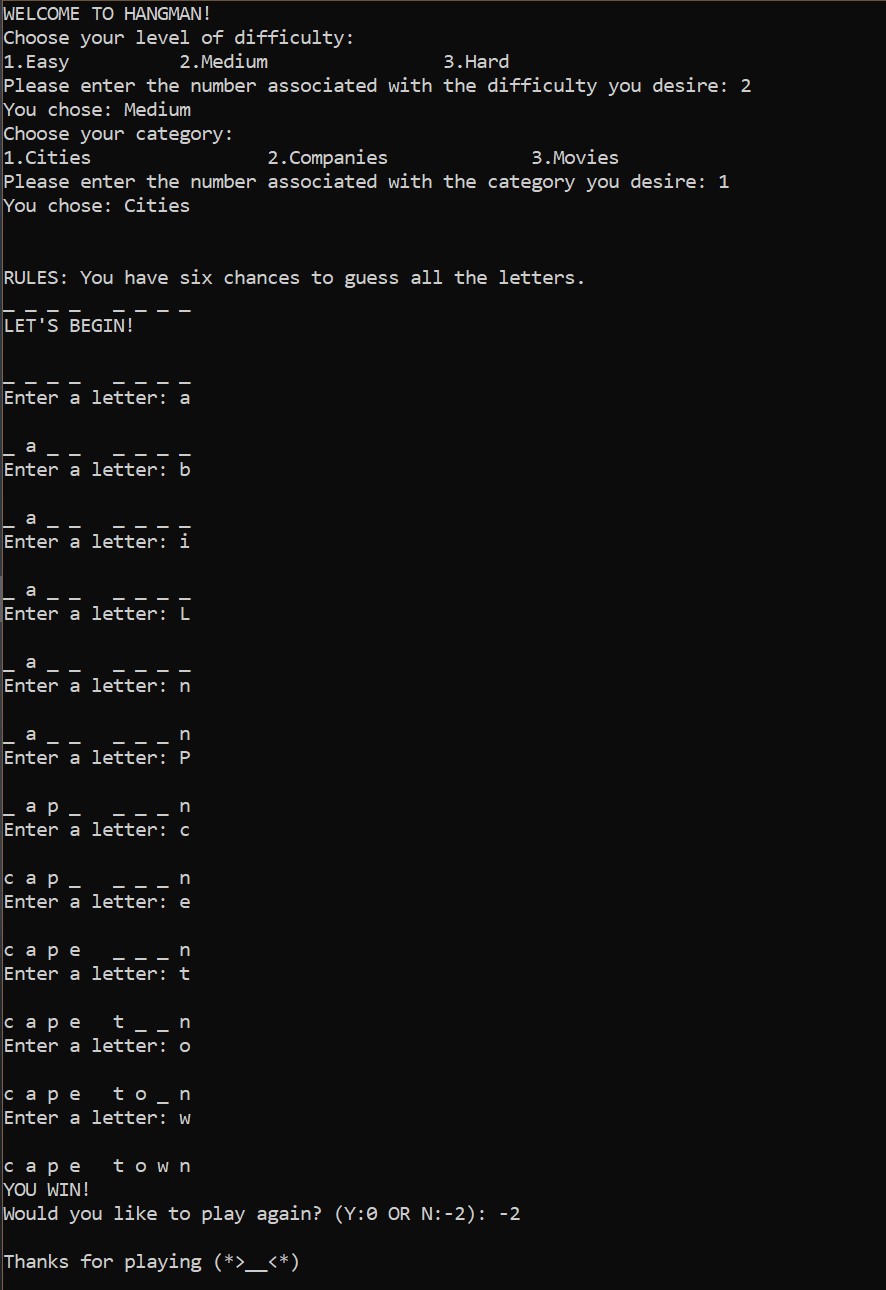 WELCOME TO HANGMAN!
Choose your level of difficulty:
1.Easy          2.Medium                3.Hard
Please enter the number associated with the difficulty you desire: 2
You chose: Medium
Choose your category:
1.Cities                2.Companies             3.Movies
Please enter the number associated with the category you desire: 1
You chose: Cities
RULES: You have six chances to guess all the letters.
_ _ _ _   _ _ _ _
LET'S BEGIN!
_ _ _ _   _ _ _ _
Enter a letter: a
_ a _ _   _ _ _ _
Enter a letter: b
_ a _ _   _ _ _ _
Enter a letter: i
_ a _ _   _ _ _ _
Enter a letter: L
_ a _ _   _ _ _ _
Enter a letter: n
_ a _ _   _ _ _ n
Enter a letter: P
_ a p _   _ _ _ n
Enter a letter: c
c a p _   _ _ _ n
Enter a letter: e
c a p e   _ _ _ n
Enter a letter: t
c a p e   t _ _ n
Enter a letter: o
c a p e   t o _ n
Enter a letter: w
c a p e   t o w n
YOU WIN!
Would you like to play again? (Y:0 OR N:-2): -2
Thanks for playing (*>__<*)